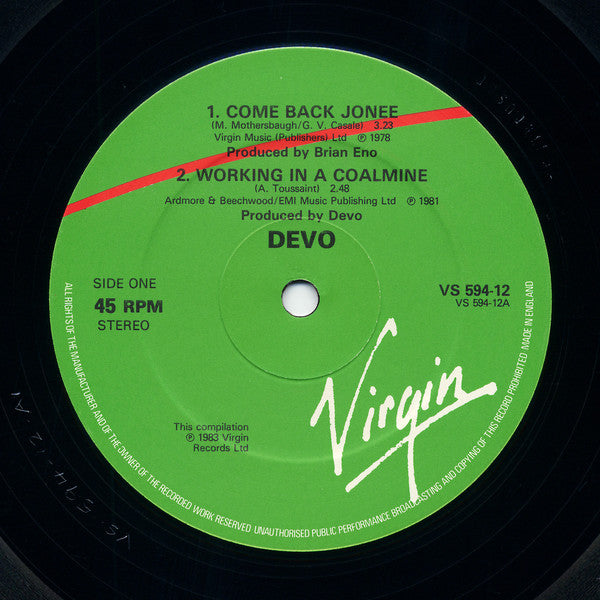 1. COME BACK JONEE
(M. Mothersbaugh/G. V. Casale) 3.23
Virgin Music (Publishers) Ltd ℗ 1978
Produced by Brian Eno
2. WORKING IN A COALMINE
(A. Toussaint) 2.48
Ardmore & Beechwood/EMI Music Publishing Ltd ℗ 1981
Produced by Devo
DEVO
SIDE ONE
45 RPM
STEREO
VS 594-12
VS 594-12A
Virgin
This compilation
℗ 1983 Virgin
Records Ltd
ALL RIGHTS OF THE MANUFACTURER AND OF THE OWNER OF THE RECORDED WORK RESERVED UNAUTHORISED PUBLIC PERFORMANCE BROADCASTING AND COPYING OF THIS RECORD PROHIBITED MADE IN ENGLAND